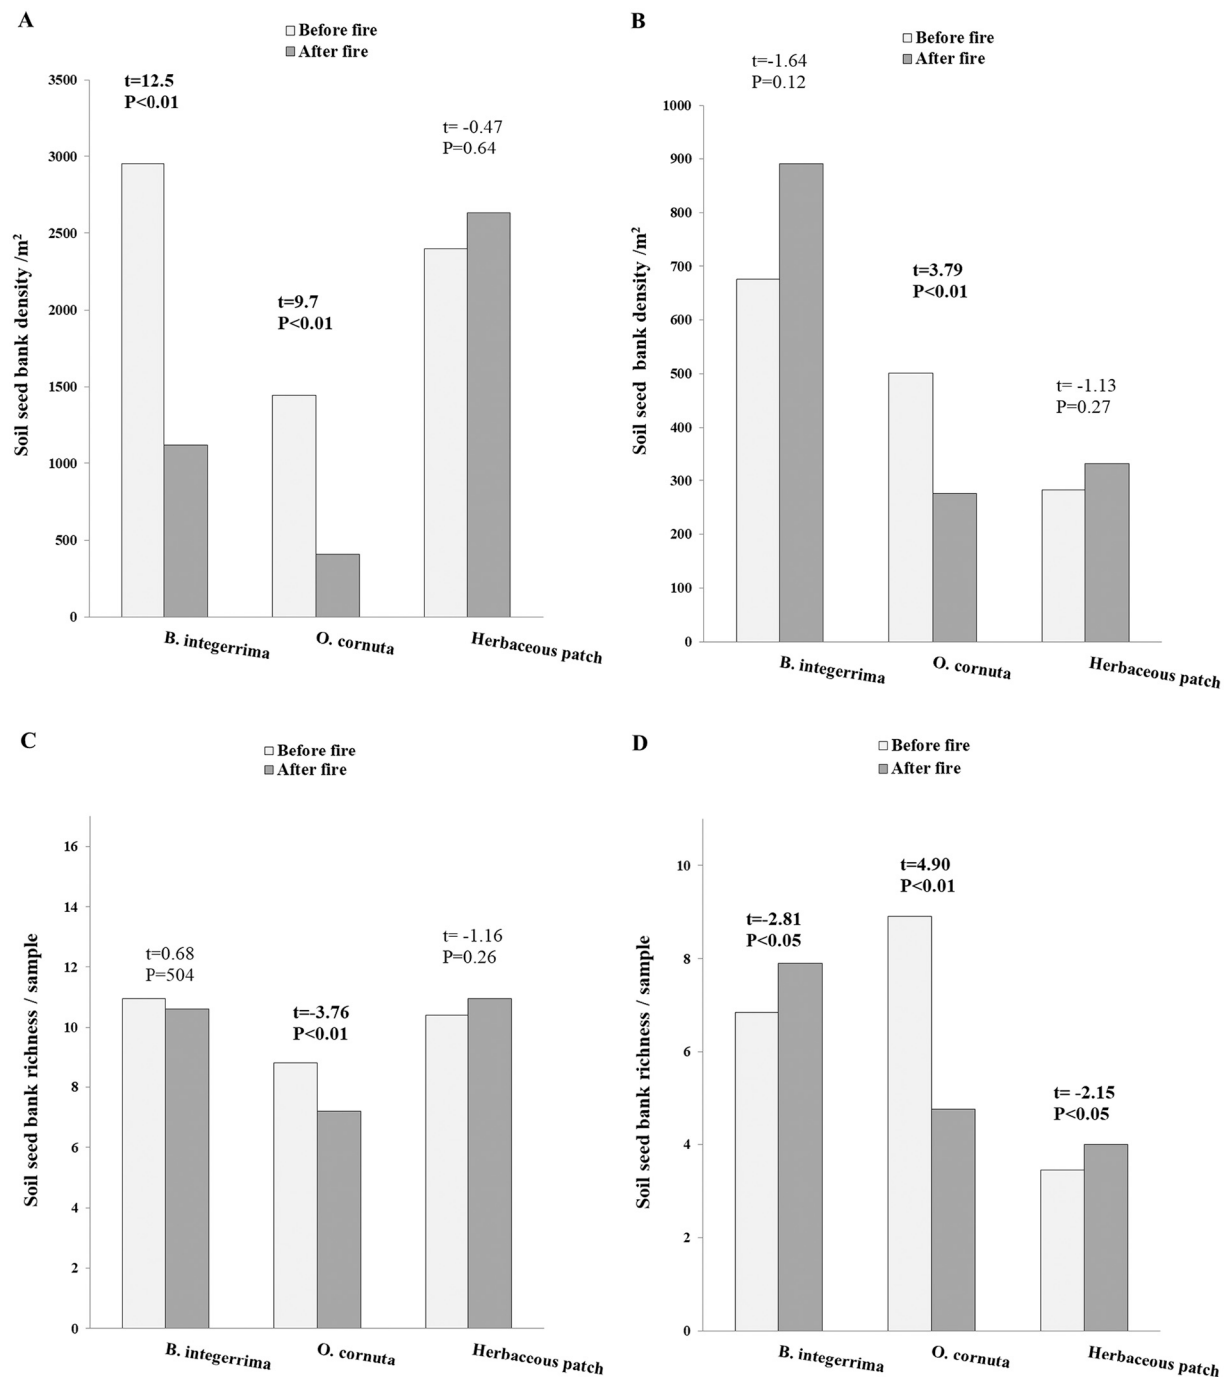 A
Before fire
After fire
t=12.5
P<0.01
t=9.7
P<0.01
t= -0.47
P=0.64
3500
3000
2500
2000
1500
1000
500
0
Soil seed bank density /m²
B. integerrima
O. cornuta
Herbaceous patch
B
Before fire
After fire
t=-1.64
P=0.12
t=3.79
P<0.01
t= -1.13
P=0.27
1000
900
800
700
600
500
400
300
200
100
0
Soil seed bank density /m²
B. integerrima
O. cornuta
Herbaceous patch
C
Before fire
After fire
t=0.68
P=504
t=-3.76
P<0.01
t= -1.16
P=0.26
16
14
12
10
8
6
4
2
0
Soil seed bank richness / sample
B. integerrima
O. cornuta
Herbaceous patch
D
Before fire
After fire
t=-2.81
P<0.05
t=4.90
P<0.01
t= -2.15
P<0.05
10
8
6
4
2
0
Soil seed bank richness / sample
B. integerrima
O. cornuta
Herbaceous patch